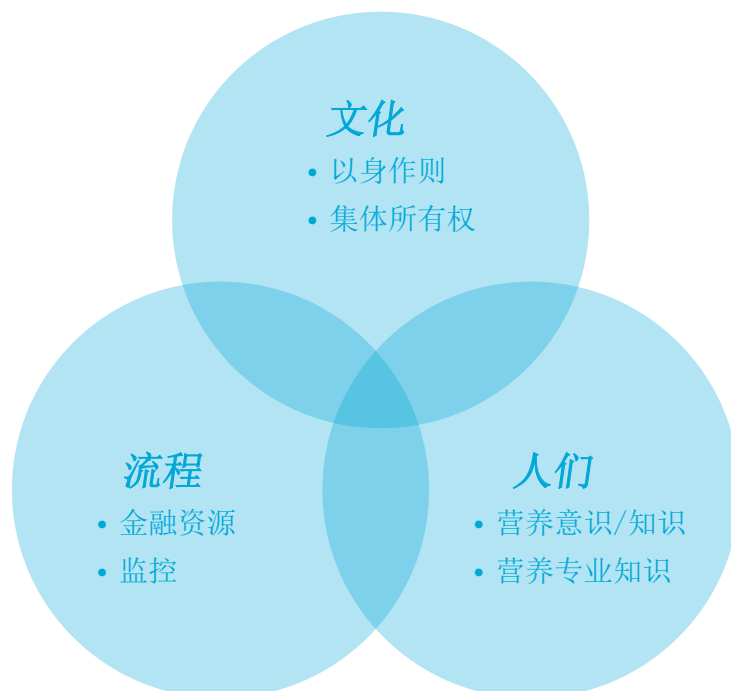 文化
• 以身作则
• 集体所有权
流程
• 金融资源
• 监控
人们
• 营养意识/知识
• 营养专业知识